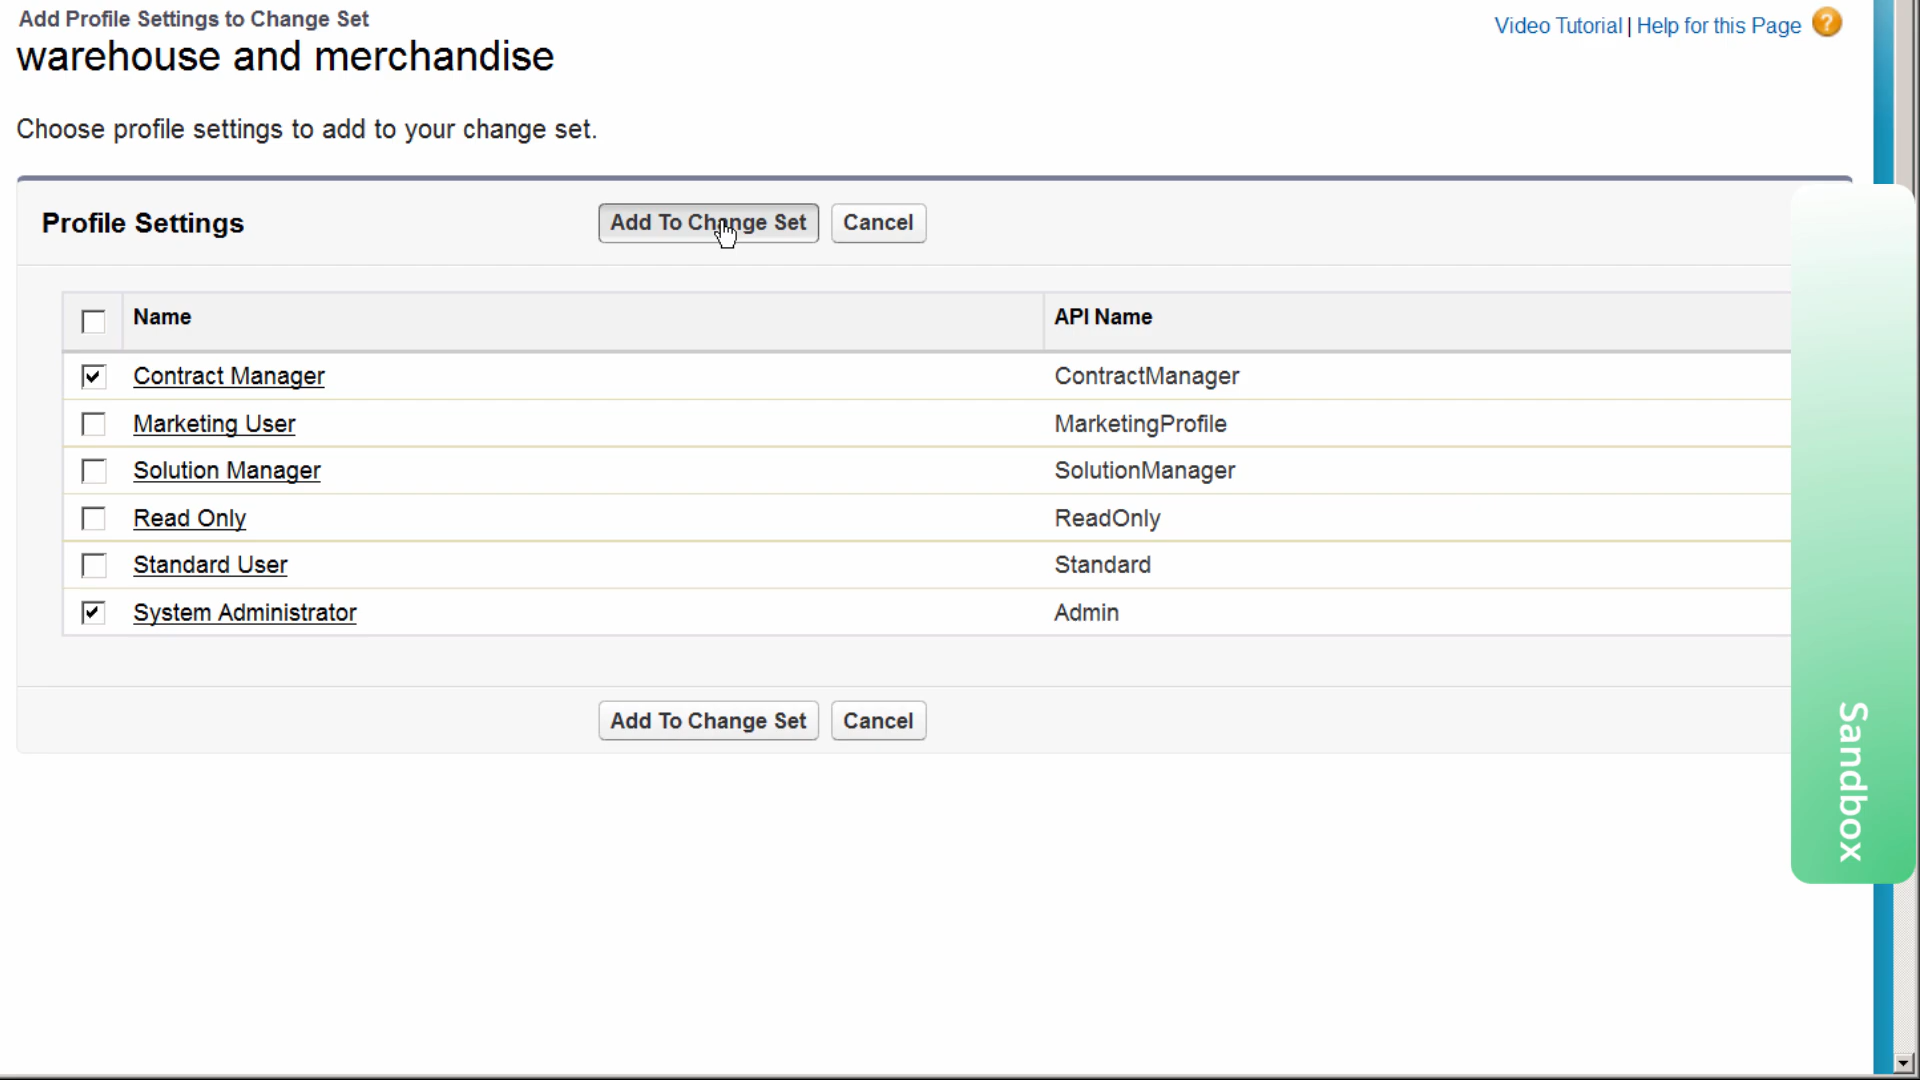 Add Profile Settings to Change Set
warehouse and merchandise
Video Tutorial | Help for this Page ?
Choose profile settings to add to your change set.
Profile Settings
Add To Change Set Cancel
Name API Name
Contract Manager ContractManager
Marketing User MarketingProfile
Solution Manager SolutionManager
Read Only ReadOnly
Standard User Standard
System Administrator Admin
Add To Change Set Cancel
Sandbox